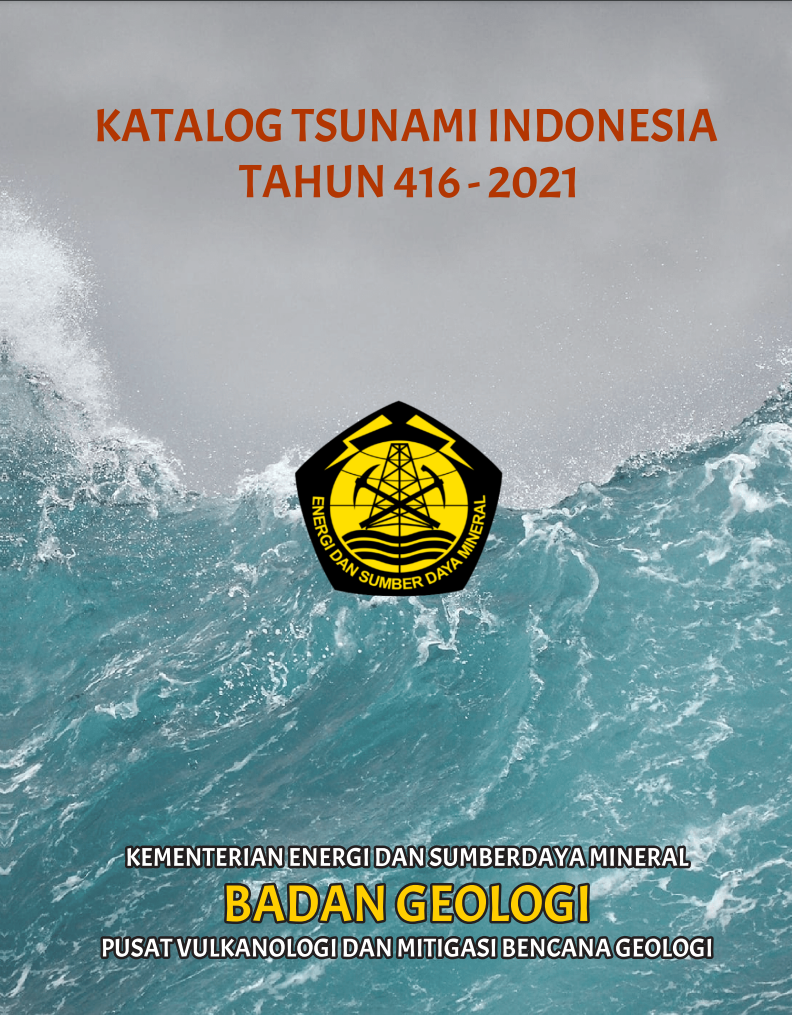 KATALOG TSUNAMI INDONESIA
TAHUN 416 - 2021
ENERGI DAN SUMBER DAYA MINERAL
KEMENTERIAN ENERGI DAN SUMBERDAYA MINERAL
BADAN GEOLOGI
PUSAT VULKANOLOGI DAN MITIGASI BENCANA GEOLOGI